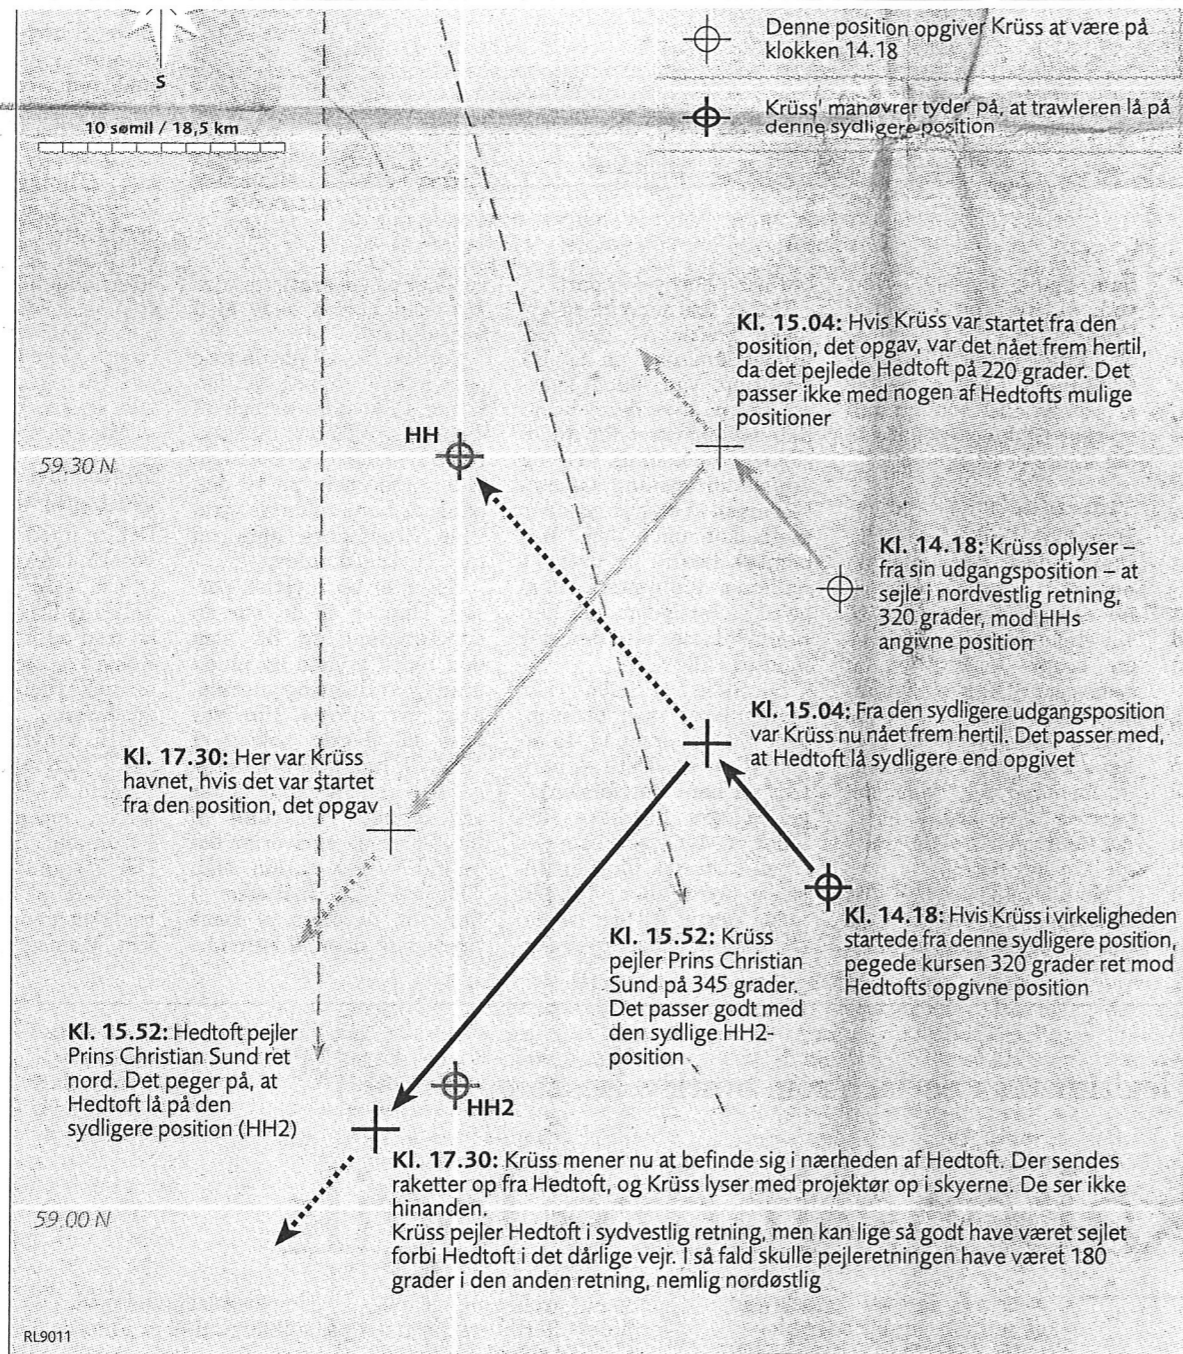 Denne position opgiver Krüss at være på
klokken 14.18
S
Krüss' manøvrer tyder på, at trawleren lå på
denne sydligere position
10 sømil / 18,5 km
Kl. 15.04: Hvis Krüss var startet fra den
position, det opgav, var det nået frem hertil,
da det pejlede Hedtoft på 220 grader. Det
passer ikke med nogen af Hedtofts mulige
positioner
HH
59.30 N
Kl. 14.18: Krüss oplyser –
fra sin udgangsposition – at
sejle i nordvestlig retning,
320 grader, mod HHs
angivne position
Kl. 15.04: Fra den sydligere udgangsposition
var Krüss nu nået frem hertil. Det passer med,
at Hedtoft lå sydligere end opgivet
Kl. 17.30: Her var Krüss
havnet, hvis det var startet
fra den position, det opgav
Kl. 14.18: Hvis Krüss i virkeligheden
startede fra denne sydligere position,
pegede kursen 320 grader ret mod
Hedtofts opgivne position
Kl. 15.52: Krüss
pejler Prins Christian
Sund på 345 grader.
Det passer godt med
den sydlige HH2-
position
Kl. 15.52: Hedtoft pejler
Prins Christian Sund ret
nord. Det peger på, at
Hedtoft lå på den
sydligere position (HH2)
HH2
Kl. 17.30: Krüss mener nu at befinde sig i nærheden af Hedtoft. Der sendes
raketter op fra Hedtoft, og Krüss lyser med projektør op i skyerne. De ser ikke
hinanden.
Krüss pejler Hedtoft i sydvestlig retning, men kan lige så godt have været sejlet
forbi Hedtoft i det dårlige vejr. I så fald skulle pejleretningen have været 180
grader i den anden retning, nemlig nordøstlig
59.00 N
RL9011